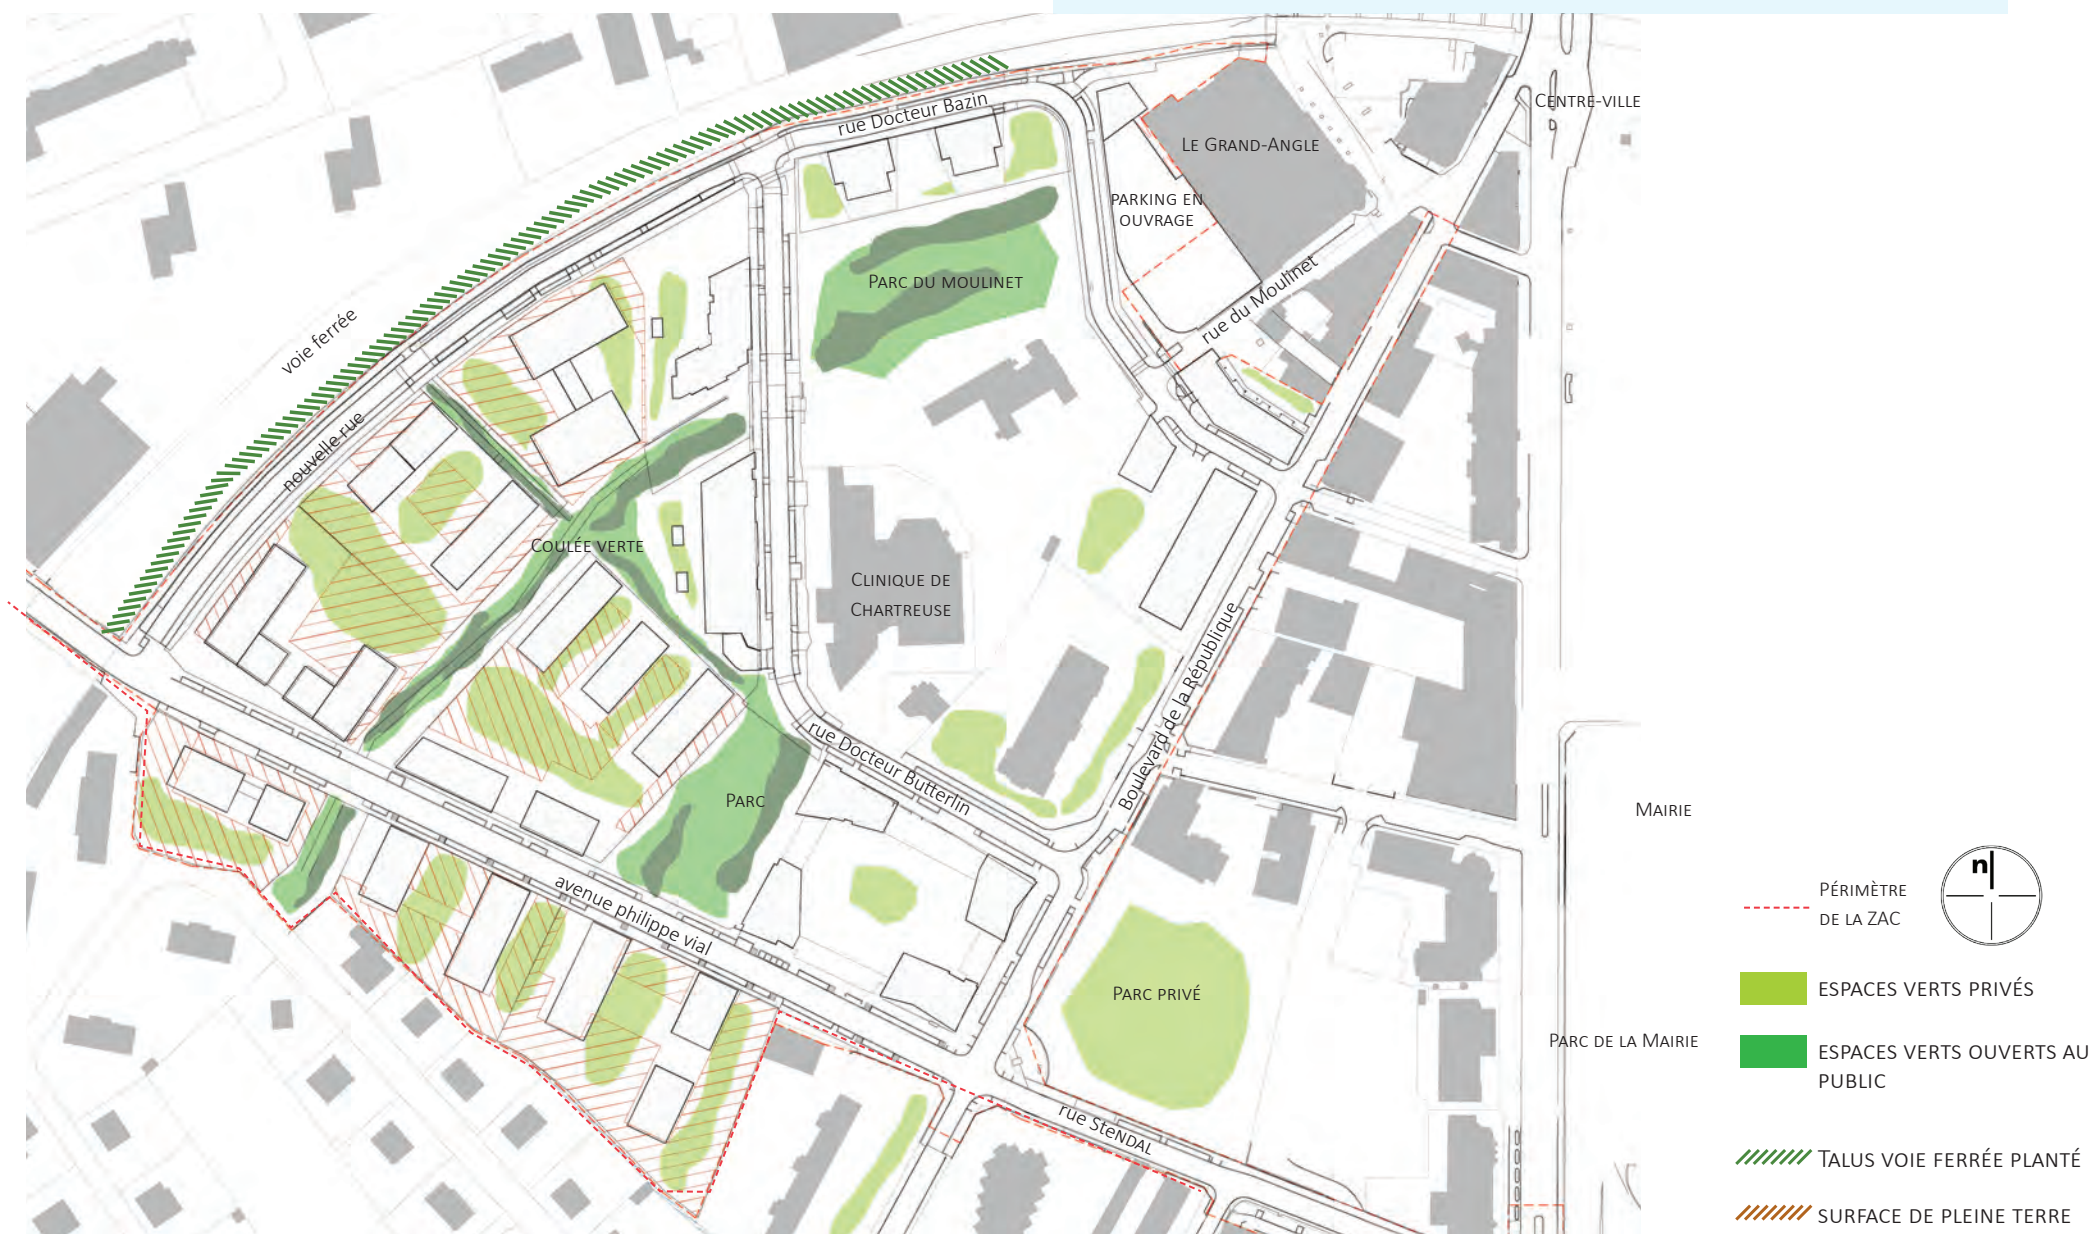 CENTRE-VILLE
rue Docteur Bazin
LE GRAND-ANGLE
PARKING EN
OUVRAGE
PARC DU MOULINET
rue du Moulinet
voie ferrée
nouvelle rue
COULÉE VERTE
CLINIQUE DE
CHARTREUSE
Boulevard de la République
rue Docteur Butterlin
PARC
MAIRIE
avenue philippe vial
PARC PRIVÉ
PARC DE LA MAIRIE
rue SteNDAL
n
PÉRIMÈTRE
DE LA ZAC
ESPACES VERTS PRIVÉS
ESPACES VERTS OUVERTS AU
PUBLIC
TALUS VOIE FERRÉE PLANTÉ
SURFACE DE PLEINE TERRE